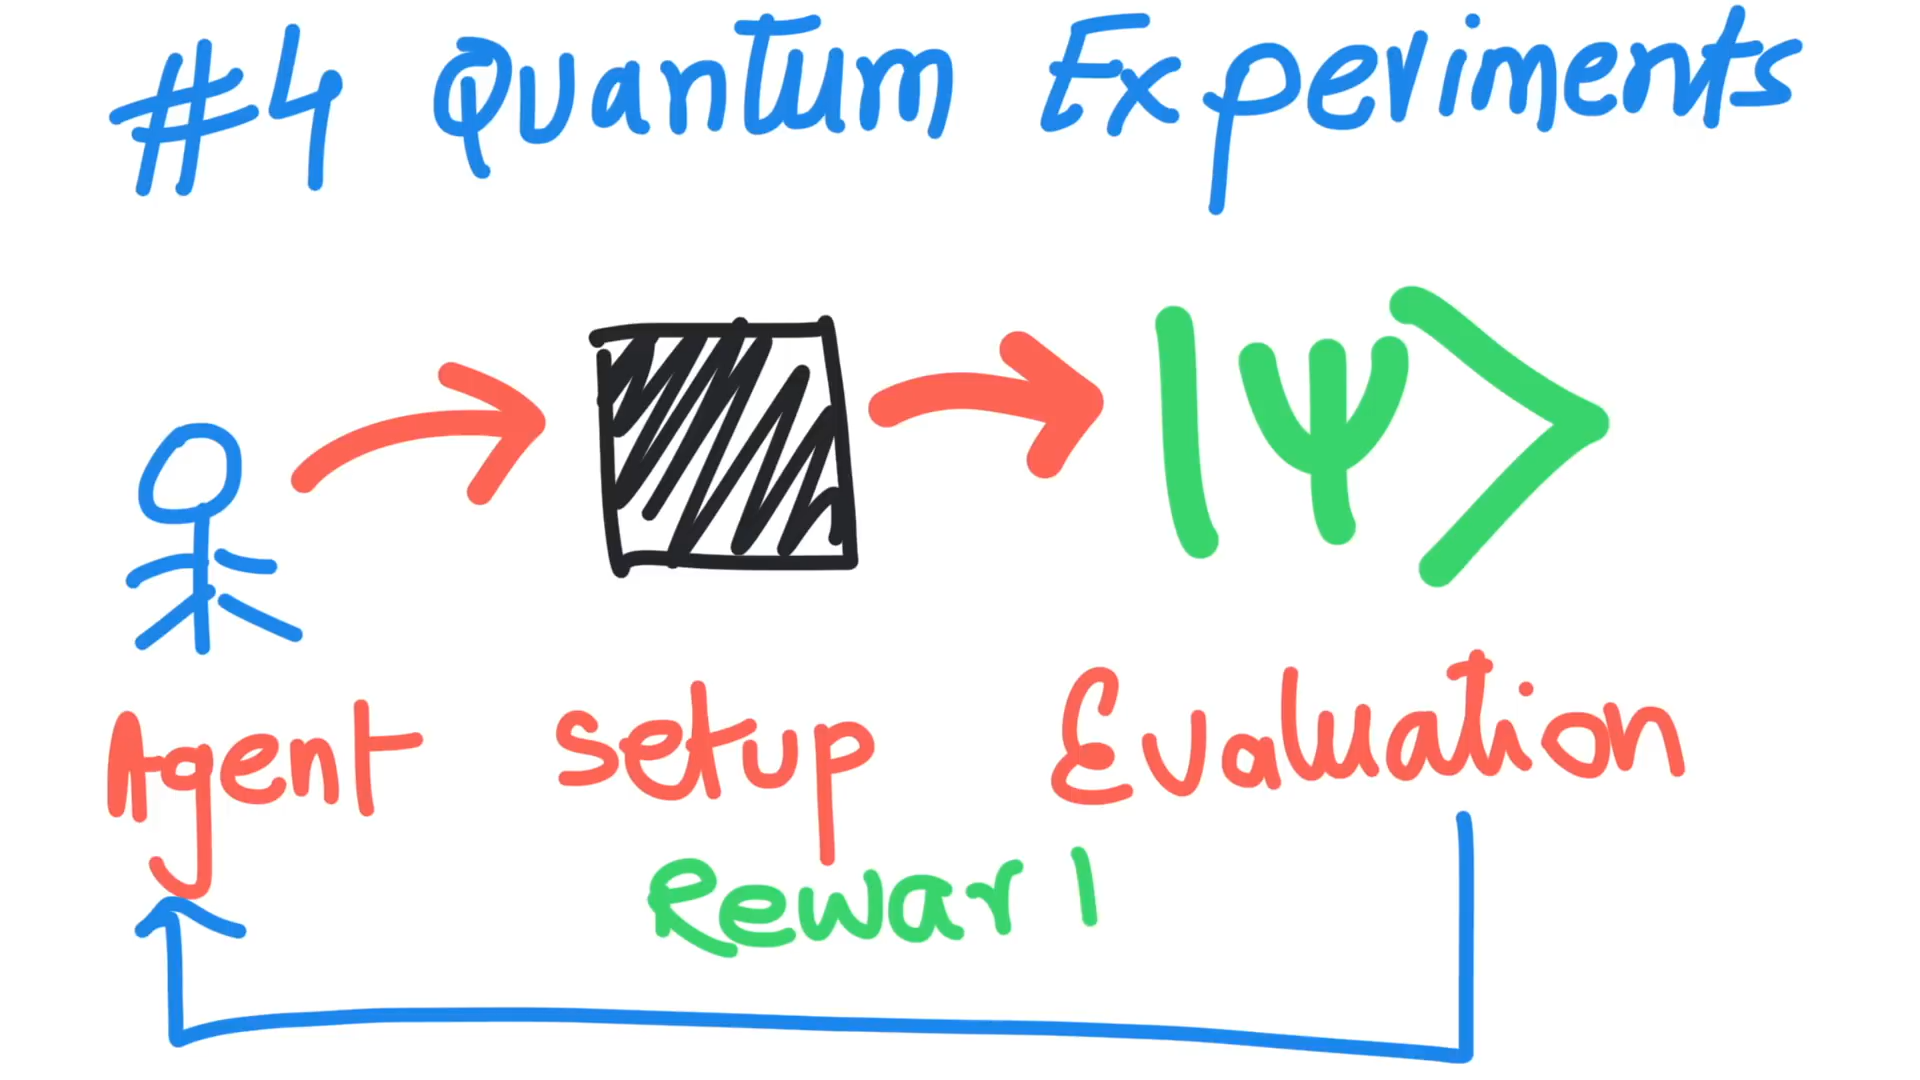 #4 Quantum Experiments
|Ψ>
Agent setup Evaluation
Rewar l